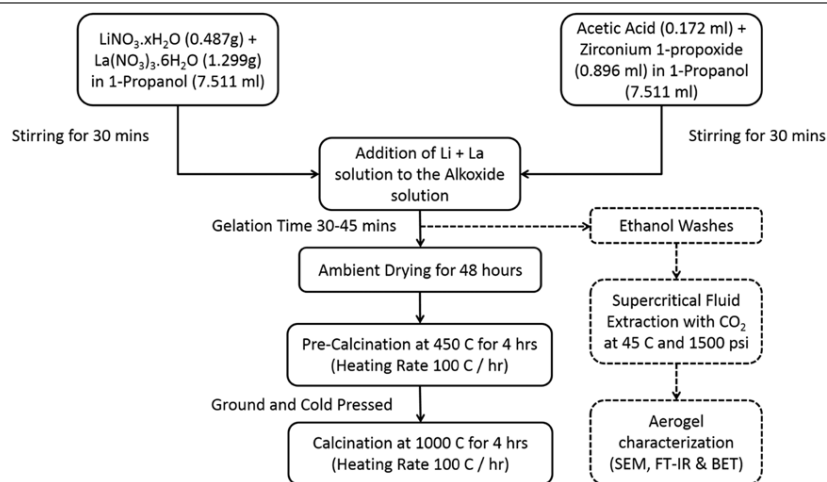 LiNO₃.xH₂O (0.487g) +
La(NO₃)₃.6H₂O (1.299g)
in 1-Propanol (7.511 ml)
Acetic Acid (0.172 ml) +
Zirconium 1-propoxide
(0.896 ml) in 1-Propanol
(7.511 ml)
Stirring for 30 mins
Stirring for 30 mins
Addition of Li + La
solution to the Alkoxide
solution
Gelation Time 30-45 mins
Ethanol Washes
Ambient Drying for 48 hours
Supercritical Fluid
Extraction with CO₂
at 45 C and 1500 psi
Pre-Calcination at 450 C for 4 hrs
(Heating Rate 100 C / hr)
Ground and Cold Pressed
Calcination at 1000 C for 4 hrs
(Heating Rate 100 C / hr)
Aerogel
characterization
(SEM, FT-IR & BET)